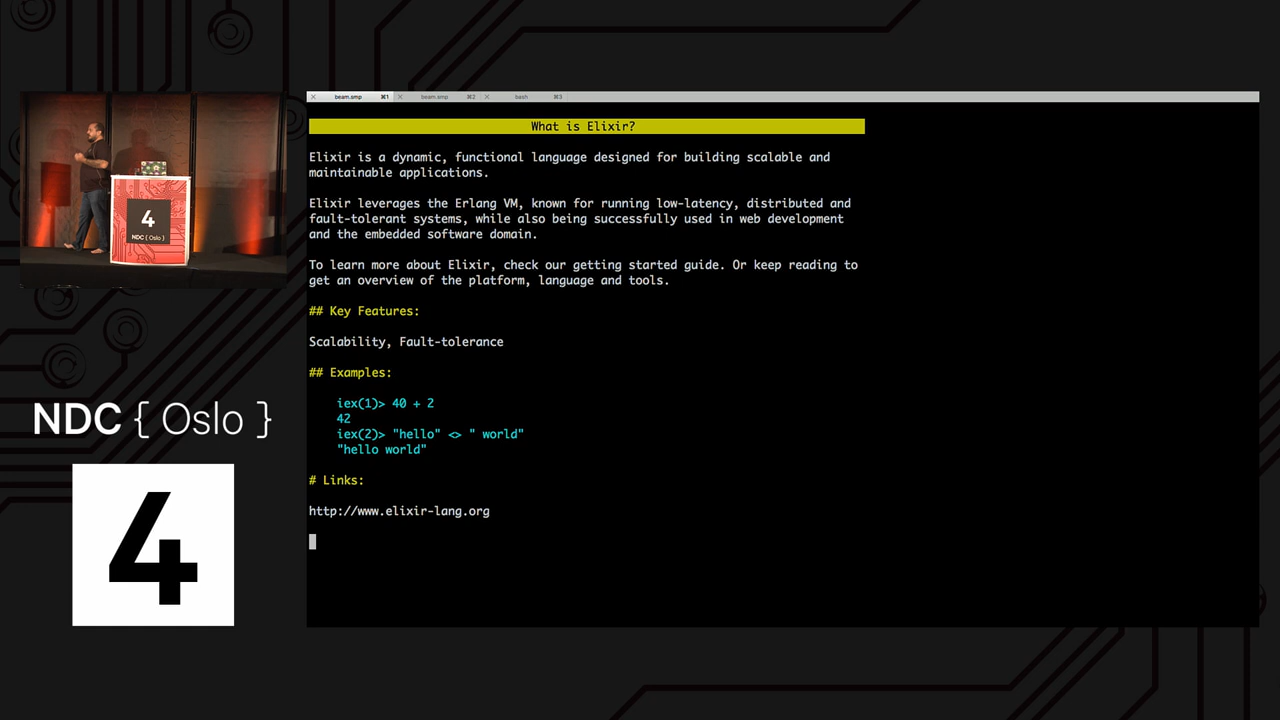 beam.smp ⌘1 beam.smp ⌘2 bash ⌘3
What is Elixir?
Elixir is a dynamic, functional language designed for building scalable and
maintainable applications.
Elixir leverages the Erlang VM, known for running low-latency, distributed and
fault-tolerant systems, while also being successfully used in web development
and the embedded software domain.
To learn more about Elixir, check our getting started guide. Or keep reading to
get an overview of the platform, language and tools.
## Key Features:
Scalability, Fault-tolerance
## Examples:
iex(1)> 40 + 2
42
iex(2)> "hello" <> " world"
"hello world"
# Links:
http://www.elixir-lang.org
4
NDC { Oslo }
NDC { Oslo }
4